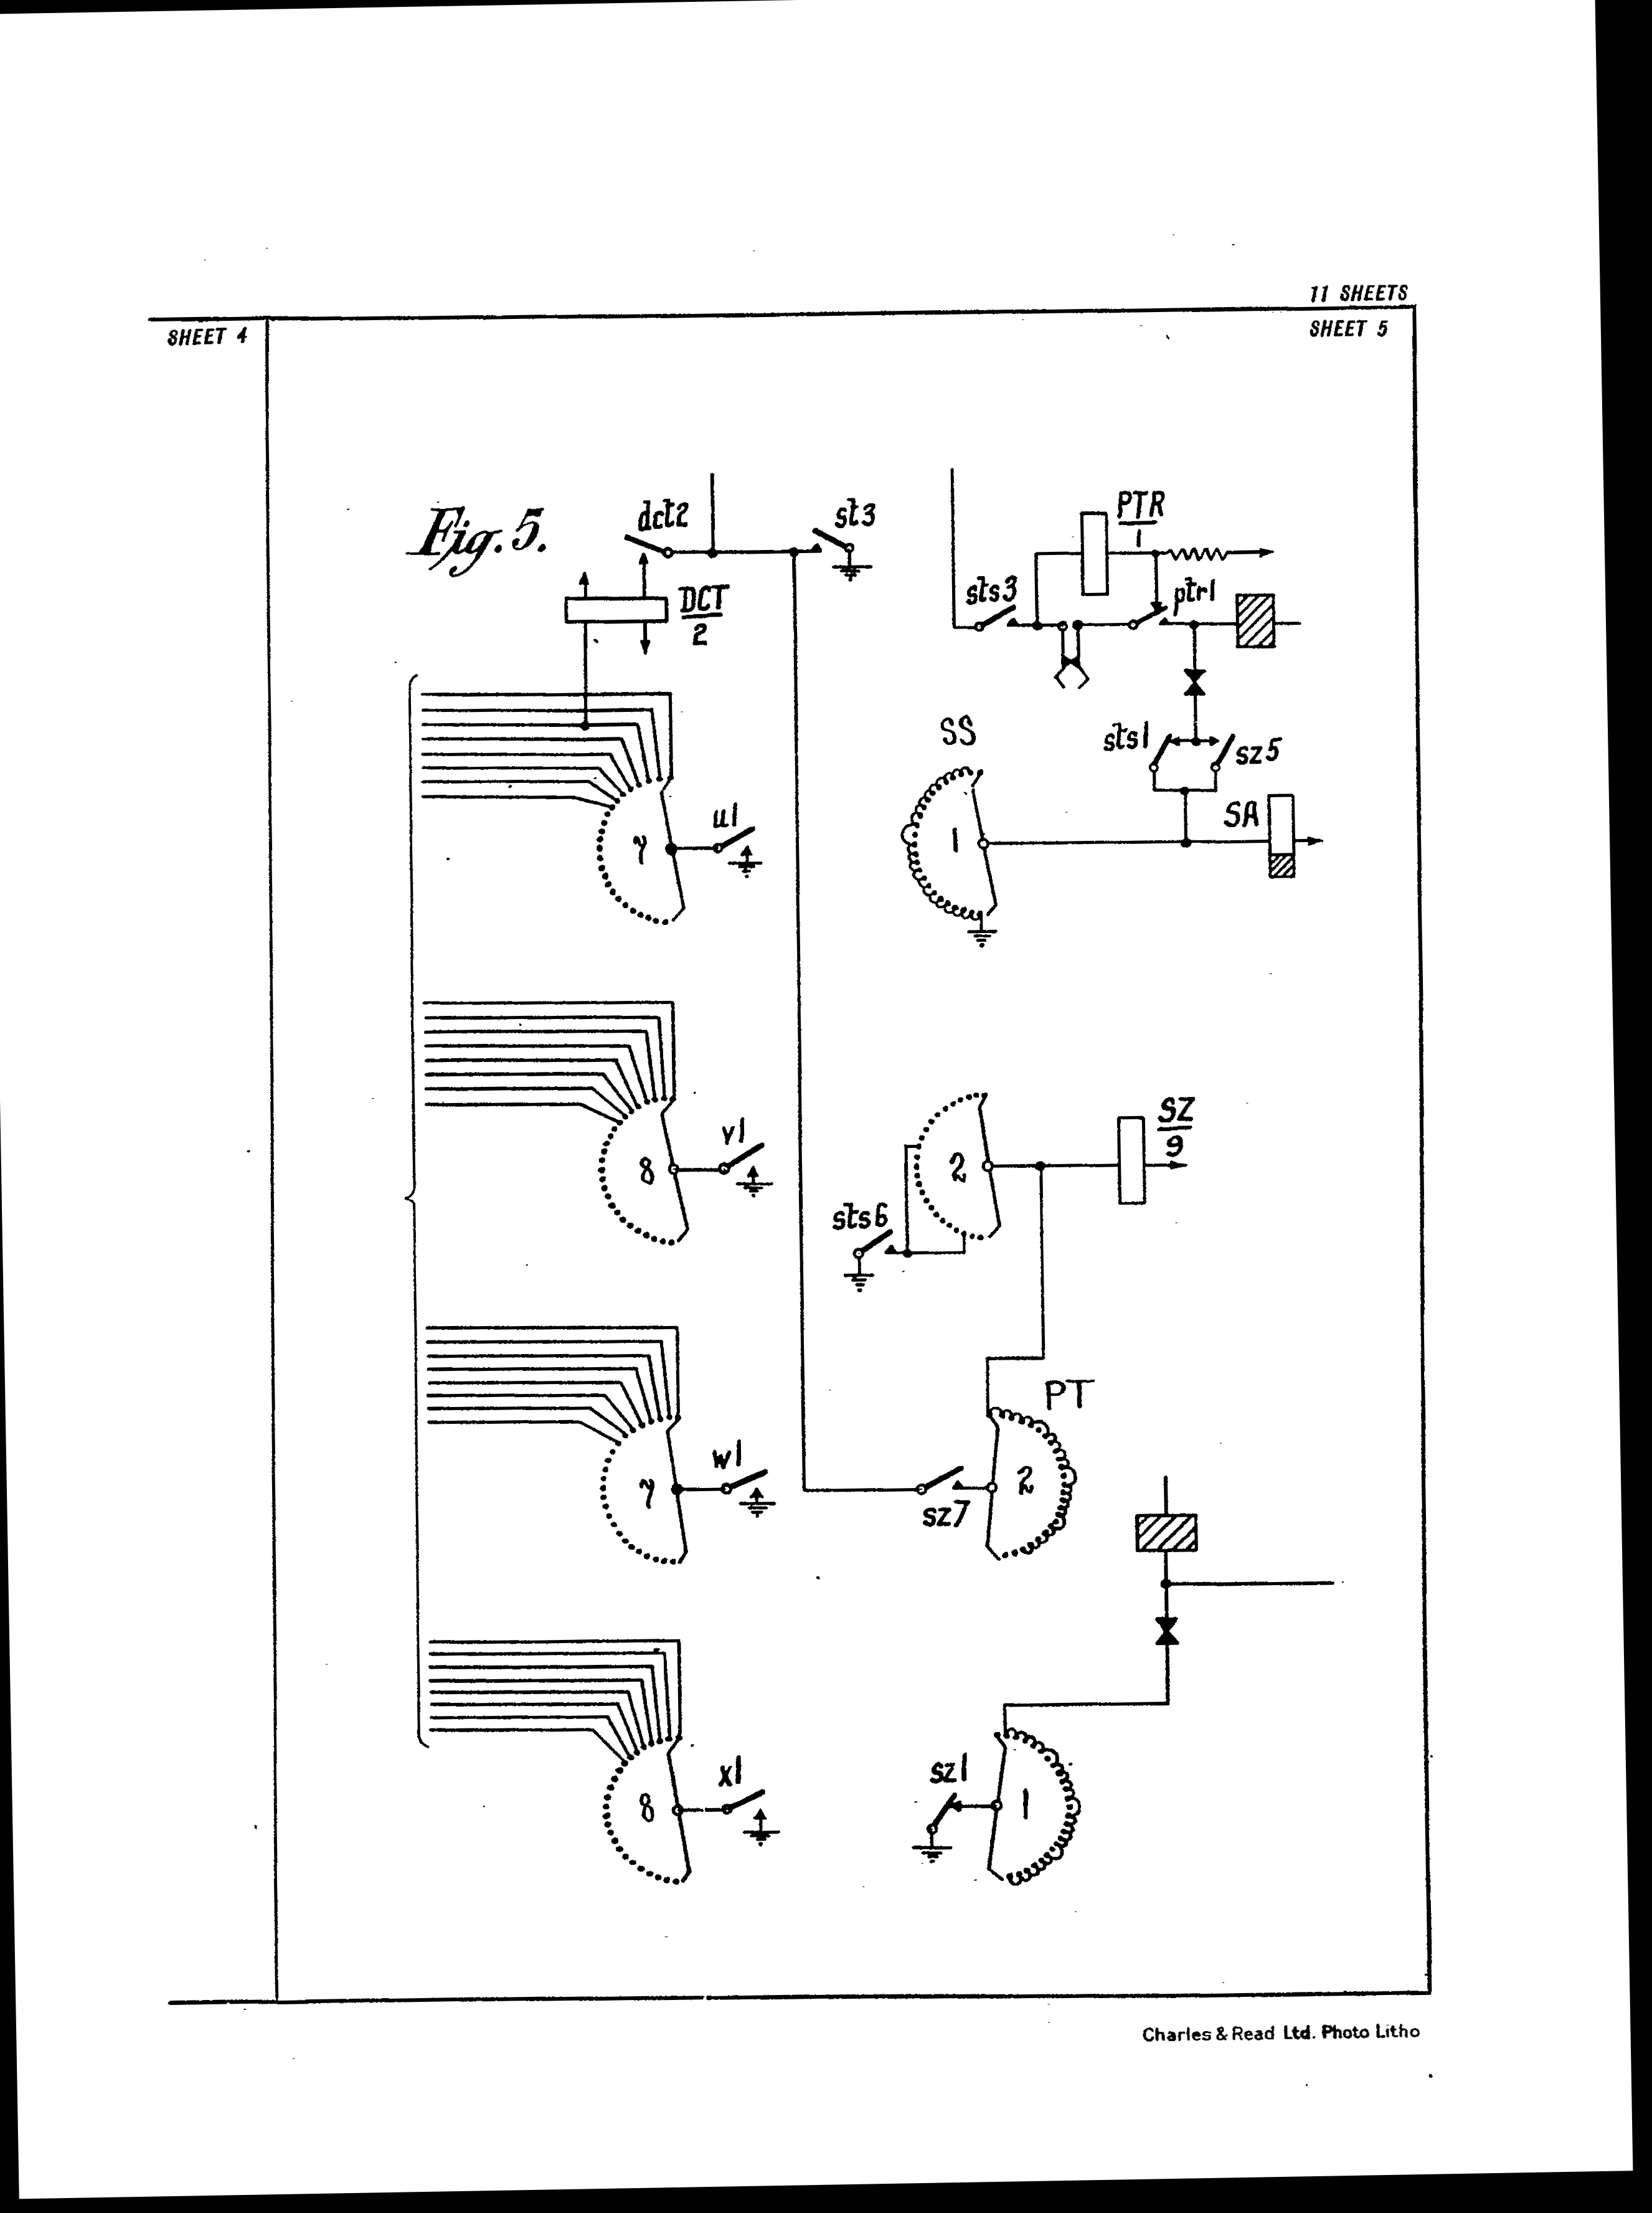 11 SHEETS
SHEET 4
SHEET 5
Fig. 5.
dct2
st3
PTR
1
DCT
2
sts3
ptr1
SS
sts1
sz5
u1
7
1
SA
v1
8
2
SZ
9
sts6
PT
w1
7
sz7
2
x1
8
sz1
1
Charles & Read Ltd. Photo Litho